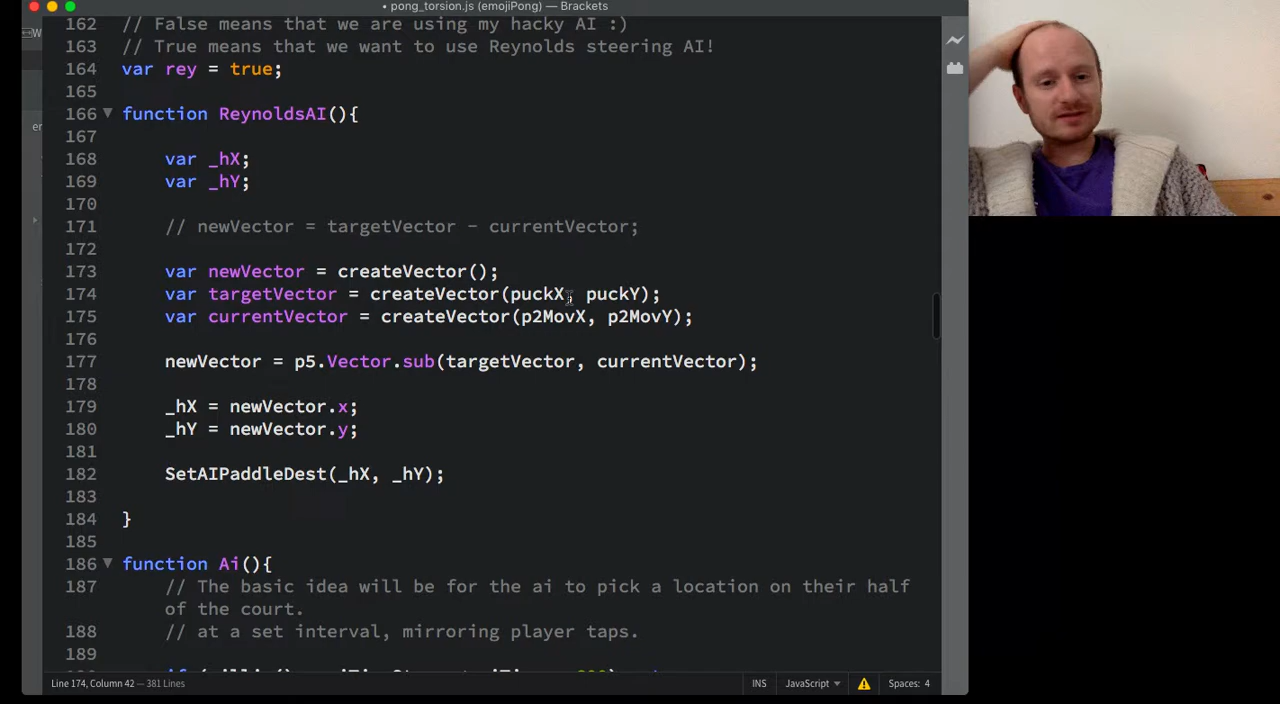 • pong_torsion.js (emojiPong) — Brackets
162 // False means that we are using my hacky AI :)
163 // True means that we want to use Reynolds steering AI!
164 var rey = true;
165
166 function ReynoldsAI(){
167
168 var _hX;
169 var _hY;
170
171 // newVector = targetVector - currentVector;
172
173 var newVector = createVector();
174 var targetVector = createVector(puckX, puckY);
175 var currentVector = createVector(p2MovX, p2MovY);
176
177 newVector = p5.Vector.sub(targetVector, currentVector);
178
179 _hX = newVector.x;
180 _hY = newVector.y;
181
182 SetAIPaddleDest(_hX, _hY);
183
184 }
185
186 function Ai(){
187 // The basic idea will be for the ai to pick a location on their half
of the court.
188 // at a set interval, mirroring player taps.
189
Line 174, Column 42 — 381 Lines
INS JavaScript Spaces: 4